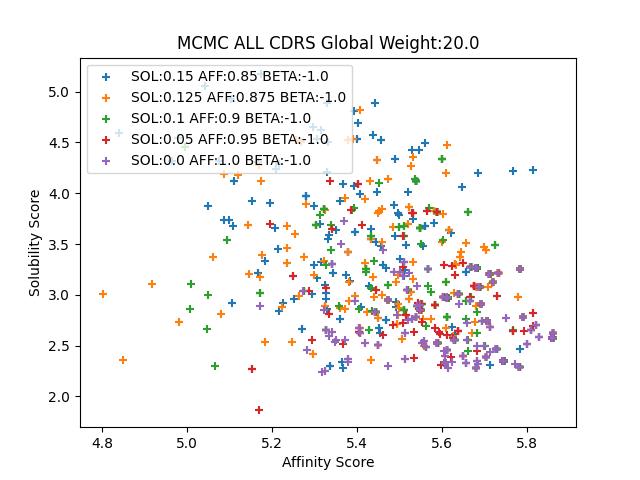 MCMC ALL CDRS Global Weight:20.0
SOL:0.15 AFF:0.85 BETA:-1.0
SOL:0.125 AFF:0.875 BETA:-1.0
SOL:0.1 AFF:0.9 BETA:-1.0
SOL:0.05 AFF:0.95 BETA:-1.0
SOL:0.0 AFF:1.0 BETA:-1.0
Solubility Score
5.0
4.5
4.0
3.5
3.0
2.5
2.0
4.8 5.0 5.2 5.4 5.6 5.8
Affinity Score